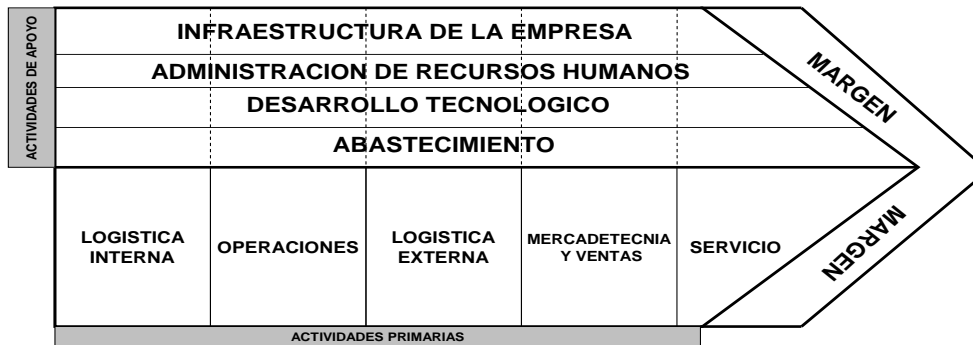 ACTIVIDADES DE APOYO
INFRAESTRUCTURA DE LA EMPRESA
ADMINISTRACION DE RECURSOS HUMANOS
DESARROLLO TECNOLOGICO
ABASTECIMIENTO
MARGEN
LOGISTICA
INTERNA
OPERACIONES
LOGISTICA
EXTERNA
MERCADETECNIA
Y VENTAS
SERVICIO
MARGEN
ACTIVIDADES PRIMARIAS